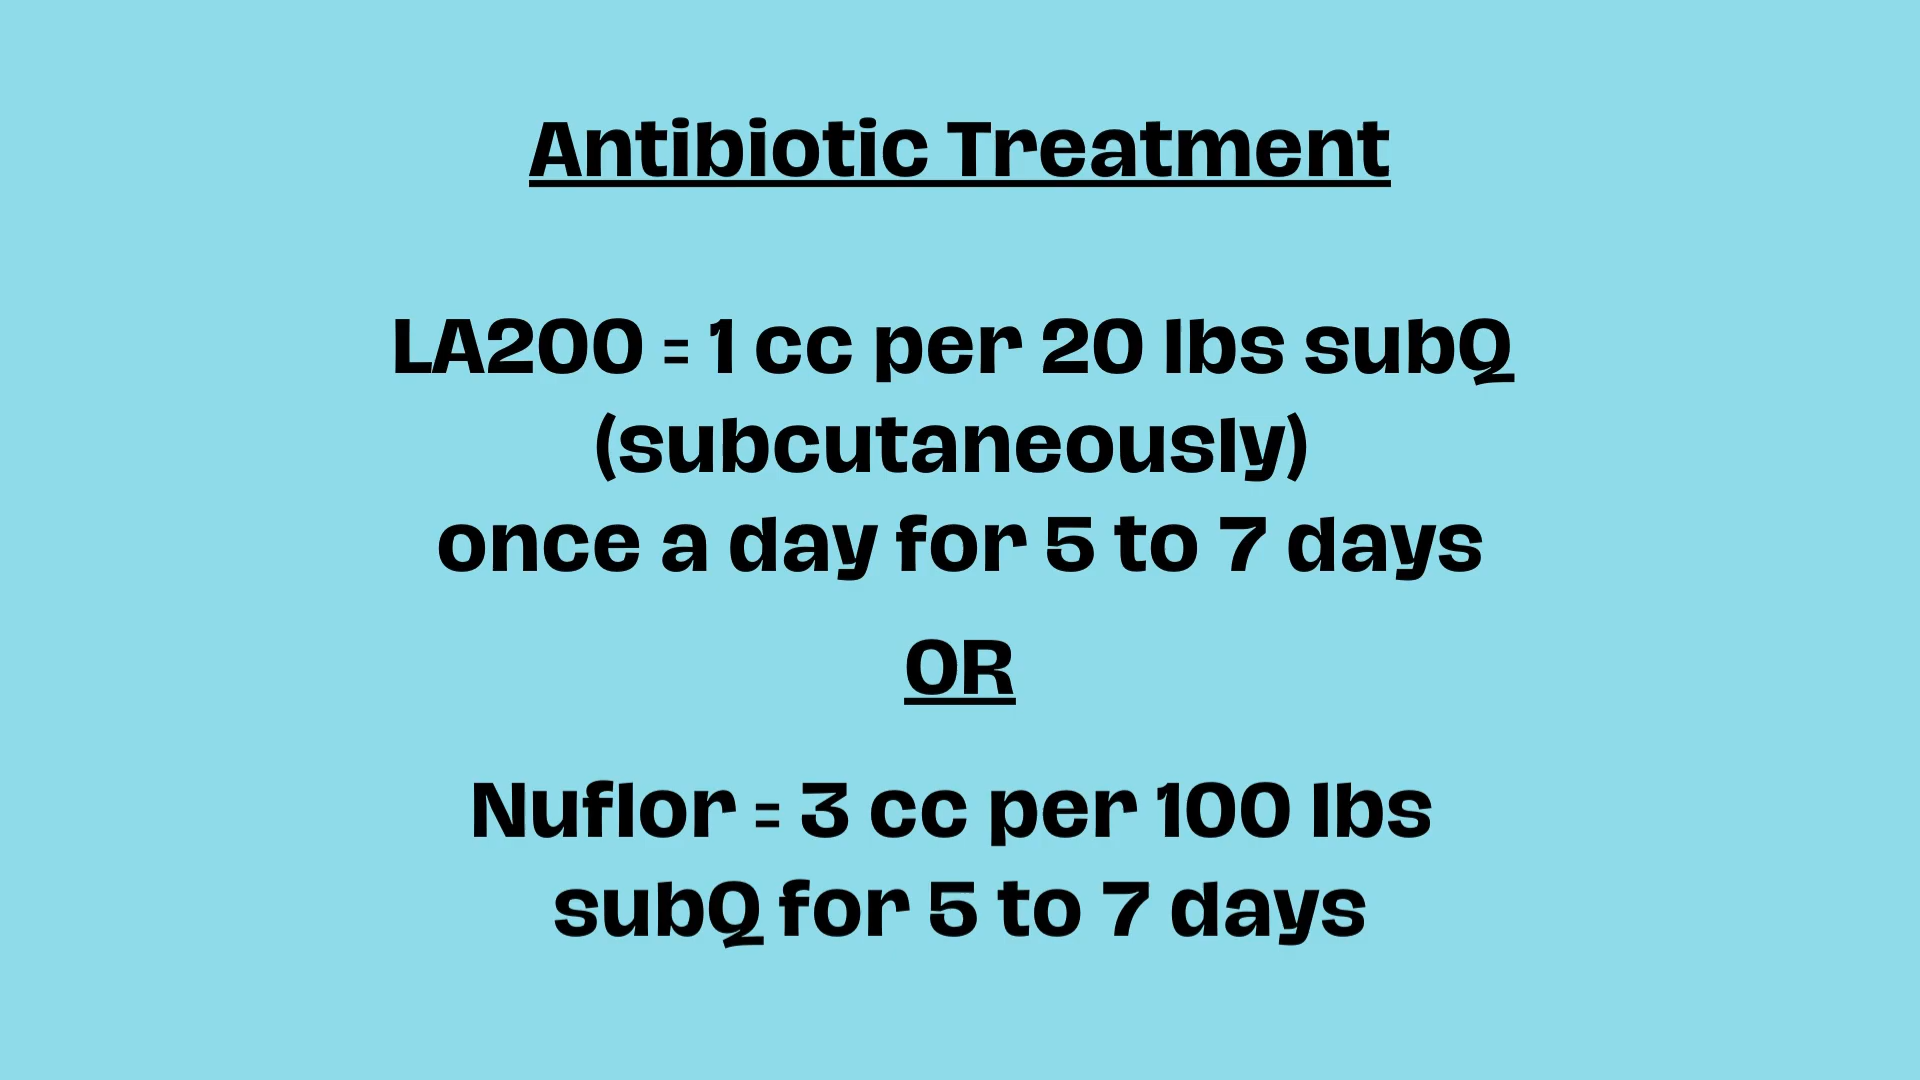 Antibiotic Treatment
LA200 = 1 cc per 20 lbs subQ
(subcutaneously)
once a day for 5 to 7 days
OR
Nuflor = 3 cc per 100 lbs
subQ for 5 to 7 days